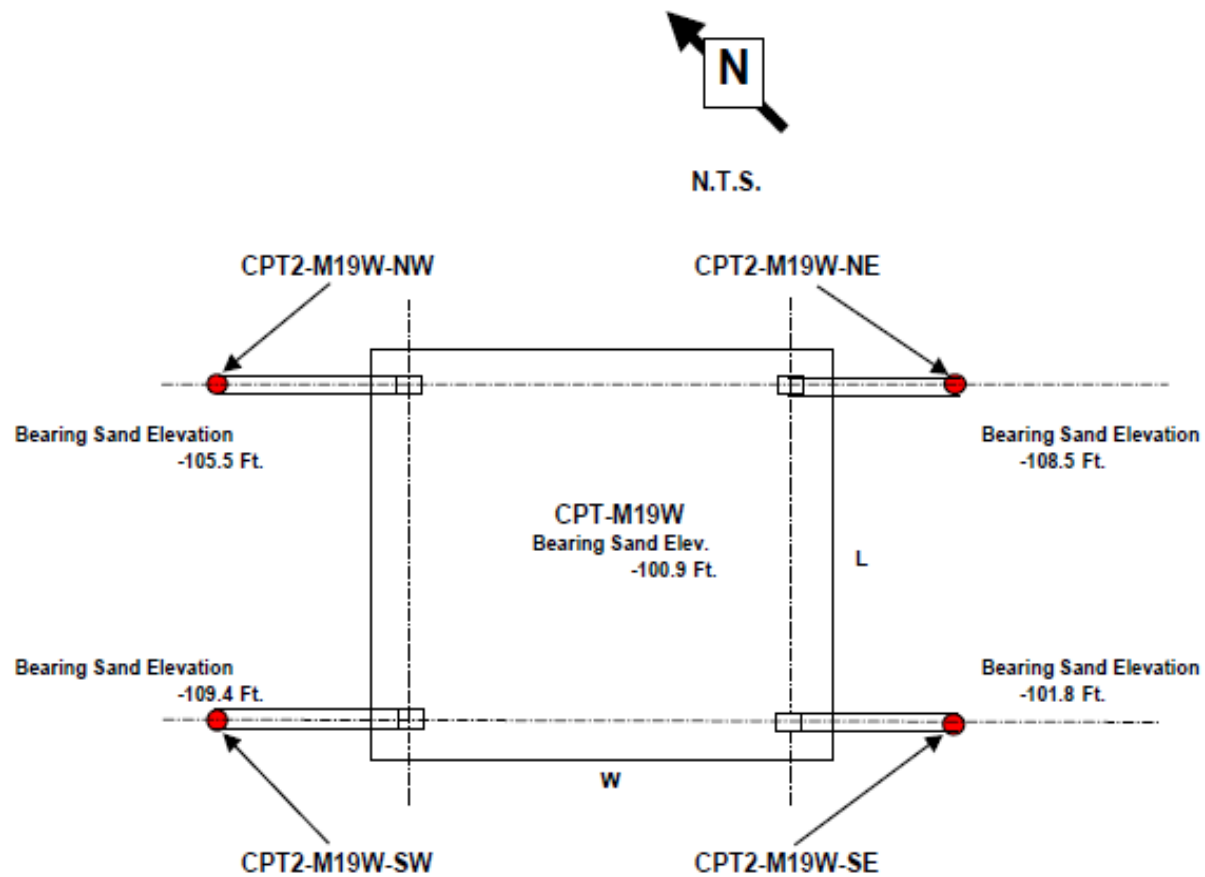 N
N.T.S.
CPT2-M19W-NW
CPT2-M19W-NE
Bearing Sand Elevation
-105.5 Ft.
Bearing Sand Elevation
-108.5 Ft.
CPT-M19W
Bearing Sand Elev.
-100.9 Ft.
L
Bearing Sand Elevation
-109.4 Ft.
Bearing Sand Elevation
-101.8 Ft.
W
CPT2-M19W-SW
CPT2-M19W-SE